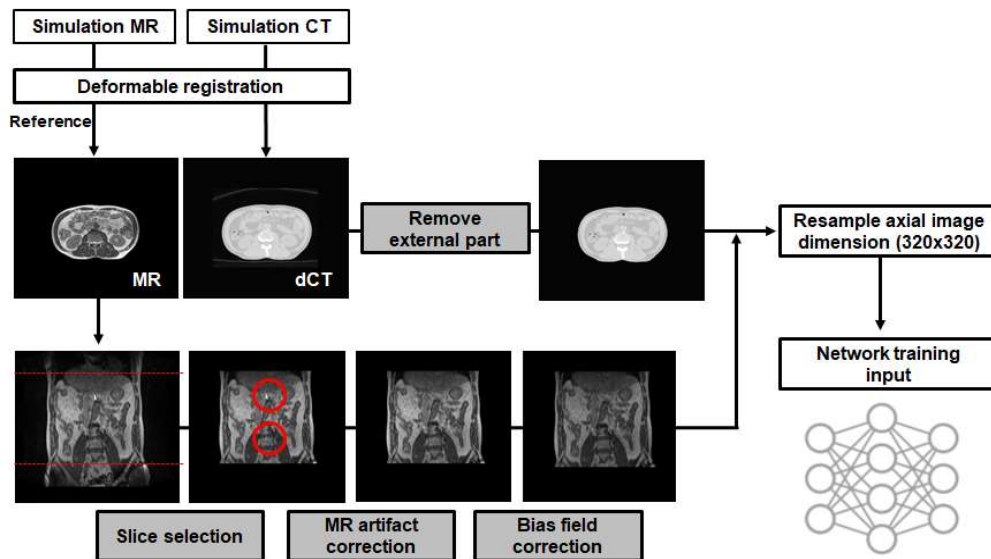 Simulation MR
Simulation CT
Deformable registration
Reference
MR
dCT
Remove
external part
Resample axial image
dimension (320x320)
Network training
input
Slice selection
MR artifact
correction
Bias field
correction